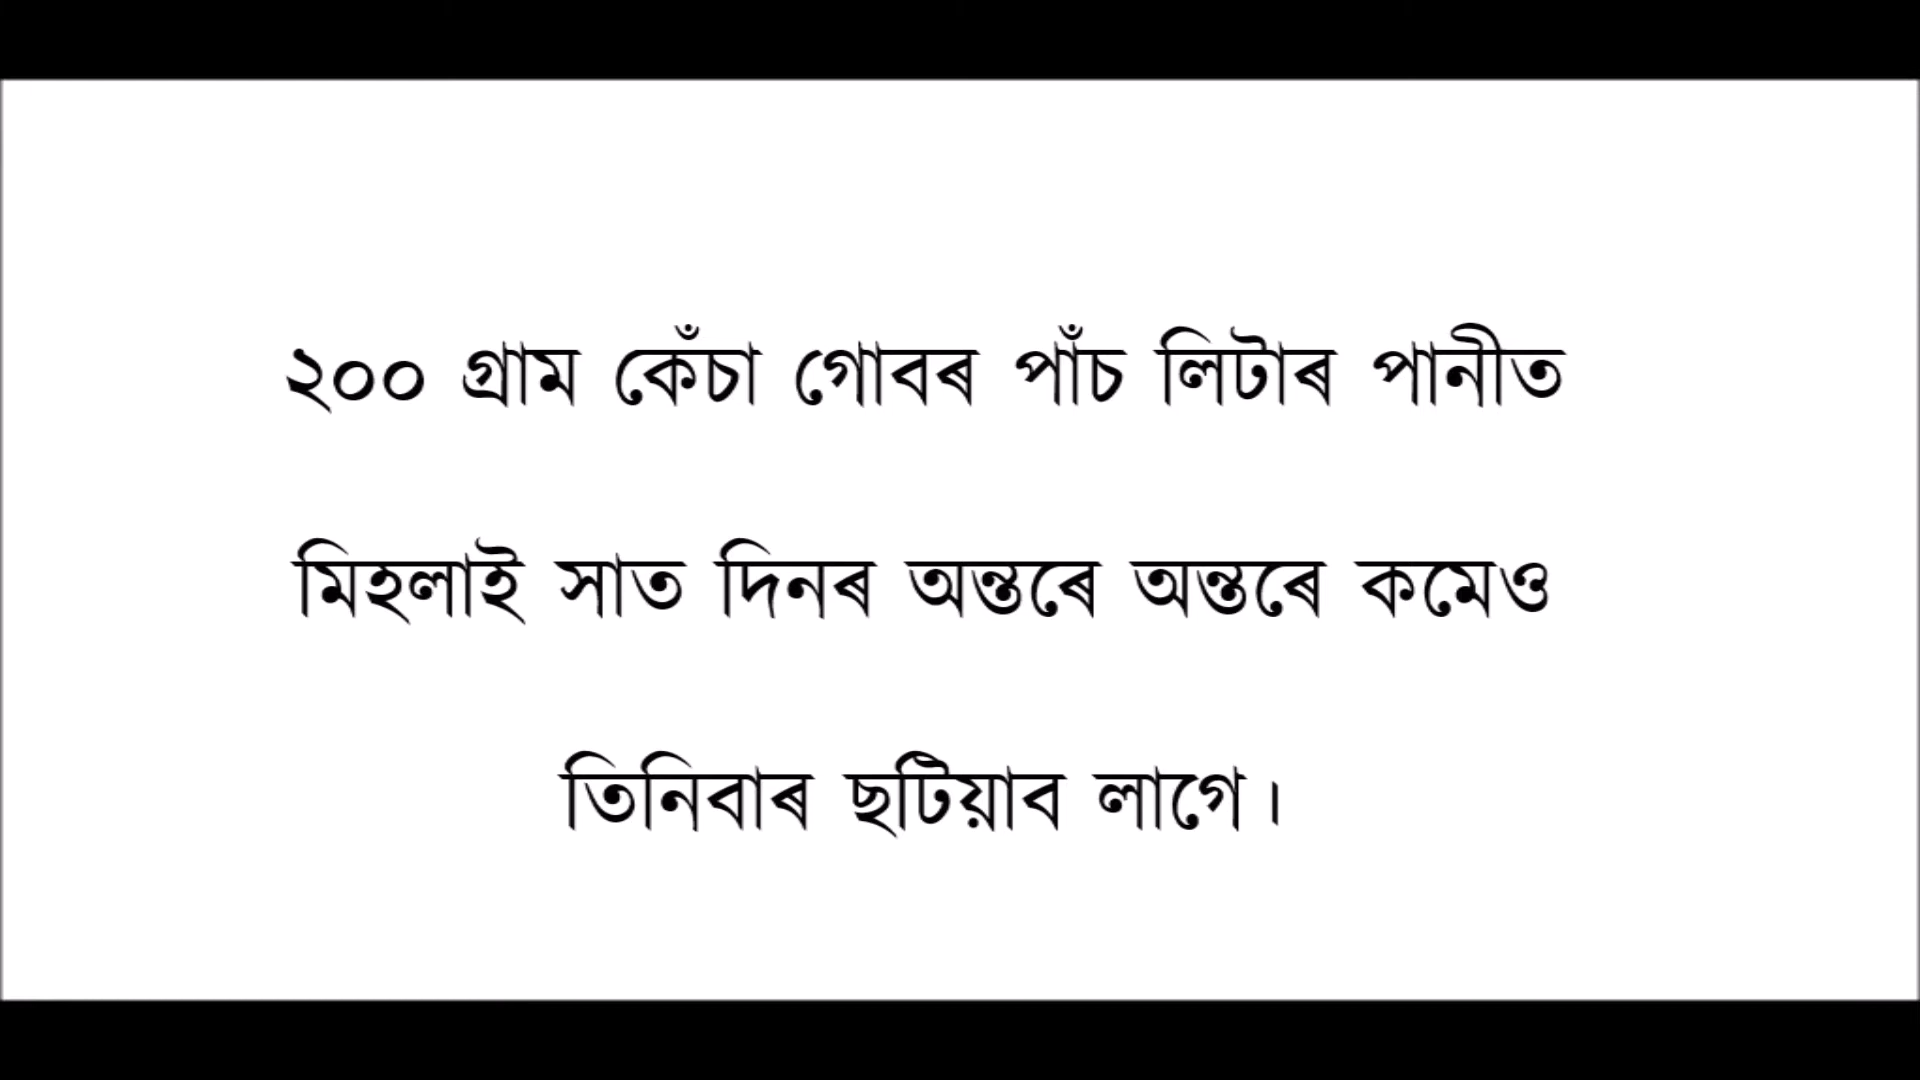 ২০০ গ্ৰাম কেঁচা গোবৰ পাঁচ লিটাৰ পানীত
মিহলাই সাত দিনৰ অন্তৰে অন্তৰে কমেও
তিনিবাৰ ছটিয়াব লাগে।